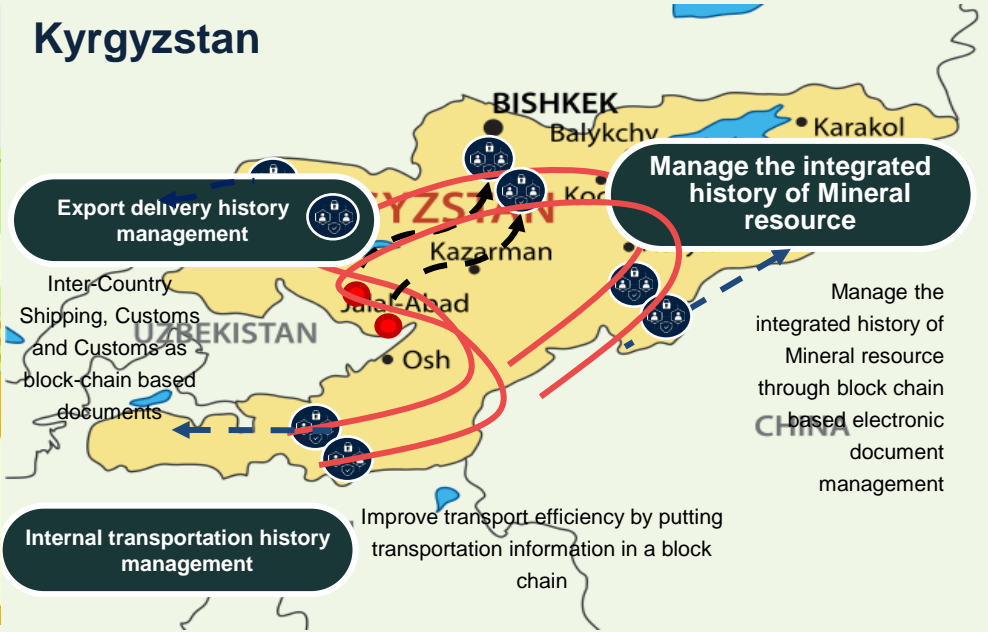 Kyrgyzstan
BISHKEK
Balykchy
Karakol
Manage the integrated
history of Mineral
resource
Export delivery history
management
YZSTAN
Kazarman
Inter-Country
Shipping, Customs
and Customs as
block-chain based
documents
UZBEKISTAN
Jalal-Abad
Osh
Manage the
integrated history of
Mineral resource
through block chain
based electronic
document
management
CHINA
Internal transportation history
management
Improve transport efficiency by putting
transportation information in a block
chain